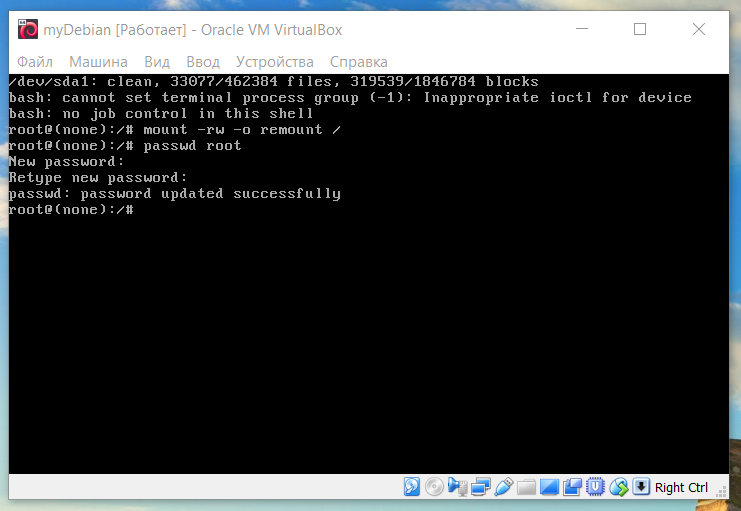 myDebian [Работает] - Oracle VM VirtualBox
Файл Машина Вид Ввод Устройства Справка
/dev/sda1: clean, 33077/462384 files, 319539/1846784 blocks
bash: cannot set terminal process group (-1): Inappropriate ioctl for device
bash: no job control in this shell
root@(none):/# mount -rw -o remount /
root@(none):/# passwd root
New password:
Retype new password:
passwd: password updated successfully
root@(none):/#
Right Ctrl